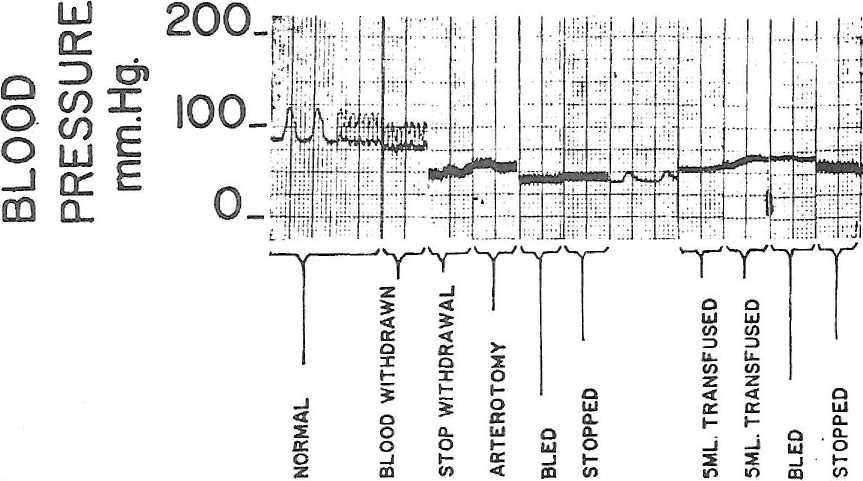 BLOOD
PRESSURE
mm.Hg.
200
100
0
NORMAL
BLOOD WITHDRAWN
STOP WITHDRAWAL
ARTEROTOMY
BLED
STOPPED
5ML. TRANSFUSED
5ML. TRANSFUSED
BLED
STOPPED